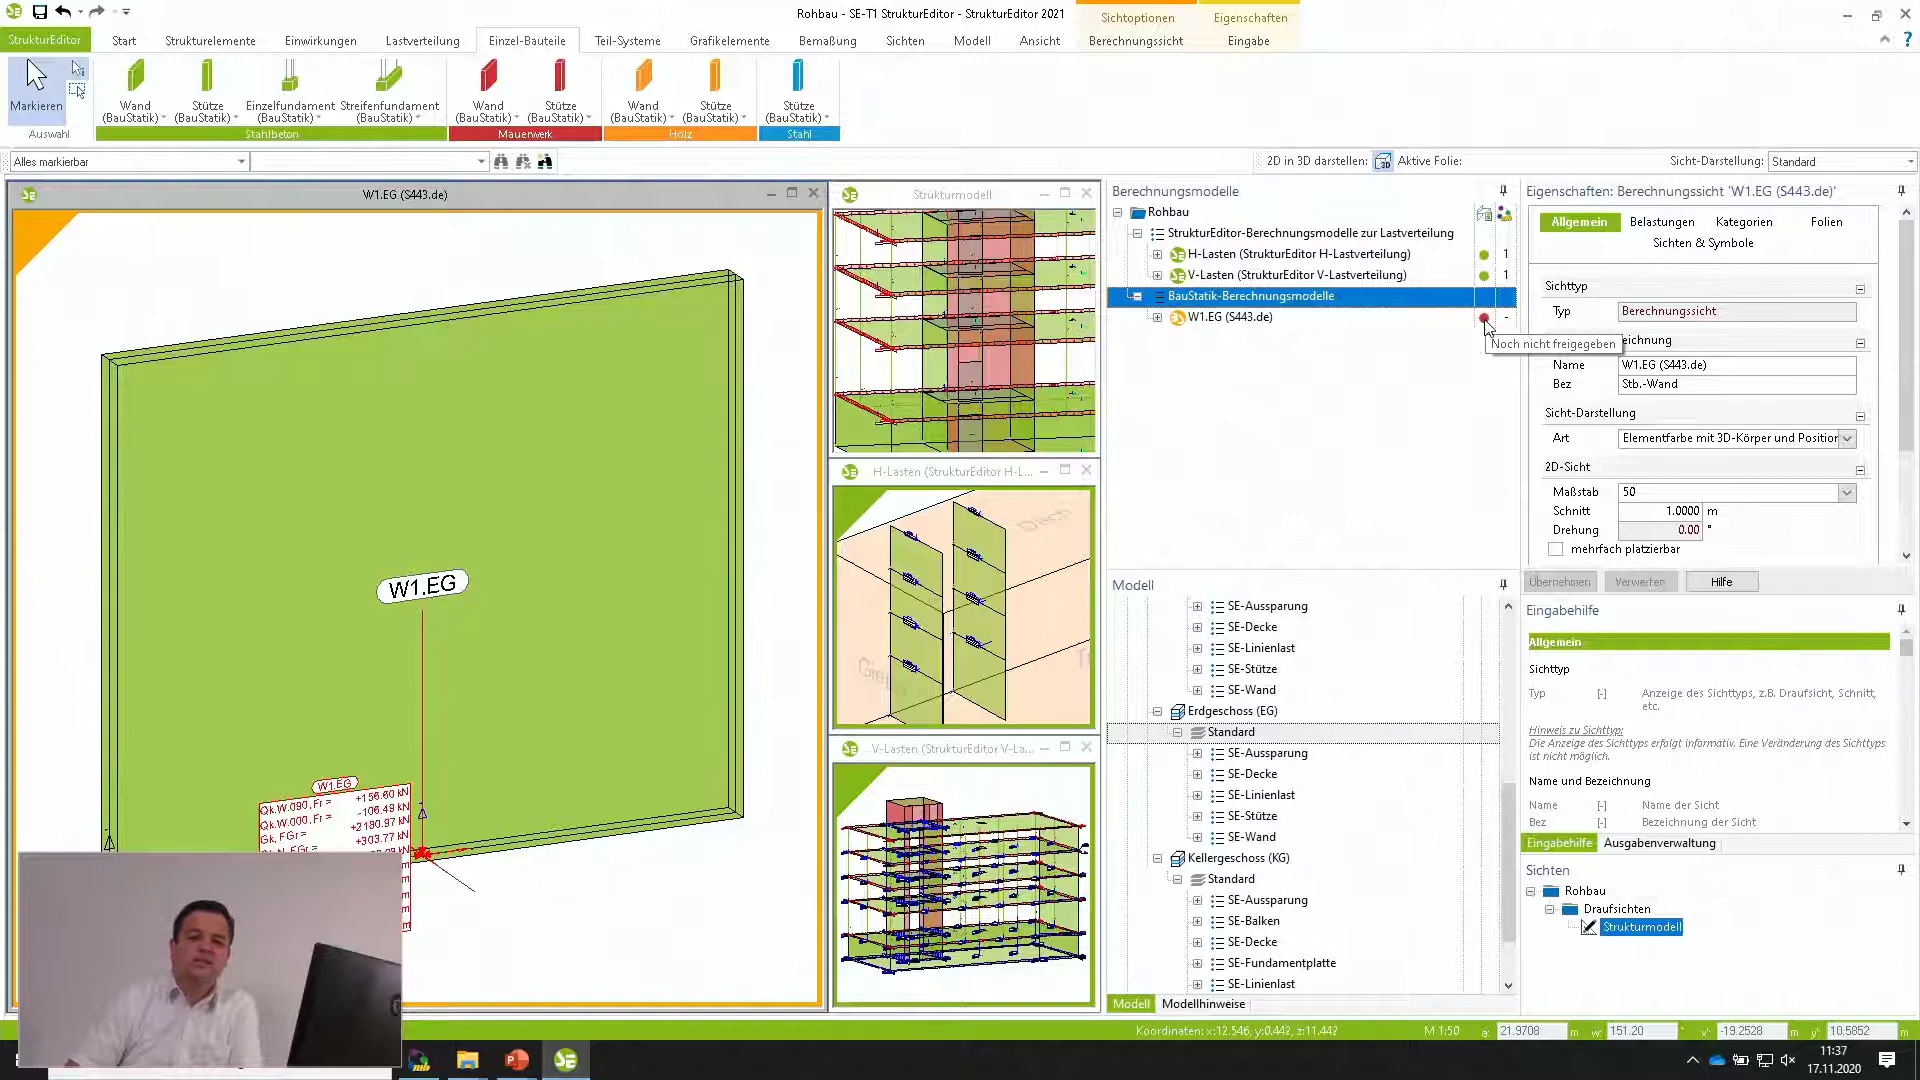 Rohbau - SE-T1 StrukturEditor - StrukturEditor 2021
Sichtoptionen
Eigenschaften
StrukturEditor
Start
Strukturelemente
Einwirkungen
Lastverteilung
Einzel-Bauteile
Teil-Systeme
Grafikelemente
Bemaßung
Sichten
Modell
Ansicht
Berechnungssicht
Eingabe
Markieren
Wand (BauStatik)
Stütze (BauStatik)
Einzelfundament (BauStatik)
Streifenfundament (BauStatik)
Wand (BauStatik)
Stütze (BauStatik)
Wand (BauStatik)
Stütze (BauStatik)
Stütze (BauStatik)
Auswahl
Stahlbeton
Mauerwerk
Holz
Stahl
Alles markierbar
2D in 3D darstellen:
Aktive Folie:
Sicht-Darstellung:
Standard
W1.EG (S443.de)
W1.EG
W1.EG
Qk.W.090, Fr = +156.60 kN
Qk.W.000, Fr = -106.49 kN
+2180.97 kN
+303.77 kN
Strukturmodell
H-Lasten (StrukturEditor H-L...
Dach
V-Lasten (StrukturEditor V-La...
Berechnungsmodelle
Rohbau
StrukturEditor-Berechnungsmodelle zur Lastverteilung
H-Lasten (StrukturEditor H-Lastverteilung)
1
V-Lasten (StrukturEditor V-Lastverteilung)
1
BauStatik-Berechnungsmodelle
W1.EG (S443.de)
-
Noch nicht freigegeben
Modell
SE-Aussparung
SE-Decke
SE-Linienlast
SE-Stütze
SE-Wand
Erdgeschoss (EG)
Standard
SE-Aussparung
SE-Decke
SE-Linienlast
SE-Stütze
SE-Wand
Kellergeschoss (KG)
Standard
SE-Aussparung
SE-Balken
SE-Decke
SE-Fundamentplatte
SE-Linienlast
Modell
Modellhinweise
Eigenschaften: Berechnungssicht 'W1.EG (S443.de)'
Allgemein
Belastungen
Kategorien
Folien
Sichten & Symbole
Sichttyp
Typ
Berechnungssicht
eichnung
Name
W1.EG (S443.de)
Bez
Stb.-Wand
Sicht-Darstellung
Art
Elementfarbe mit 3D-Körper und Position
2D-Sicht
Maßstab
50
Schnitt
1.0000 m
Drehung
0.00 °
mehrfach platzierbar
Übernehmen
Verwerfen
Hilfe
Eingabehilfe
Allgemein
Sichttyp
Typ [-] Anzeige des Sichttyps, z.B. Draufsicht, Schnitt, etc.
Hinweis zu Sichttyp:
Die Anzeige des Sichttyps erfolgt informativ. Eine Veränderung des Sichttyps ist nicht möglich.
Name und Bezeichnung
Name [-] Name der Sicht
Bez [-] Bezeichnung der Sicht
Eingabehilfe
Ausgabenverwaltung
Sichten
Rohbau
Draufsichten
Strukturmodell
Koordinaten: x:12.546, y:0.442, z:11.442
M 1:50
a: 21.9708 m
w: 151.20 °
x': -19.2528 m
y': 10.5852 m
11:37
17.11.2020